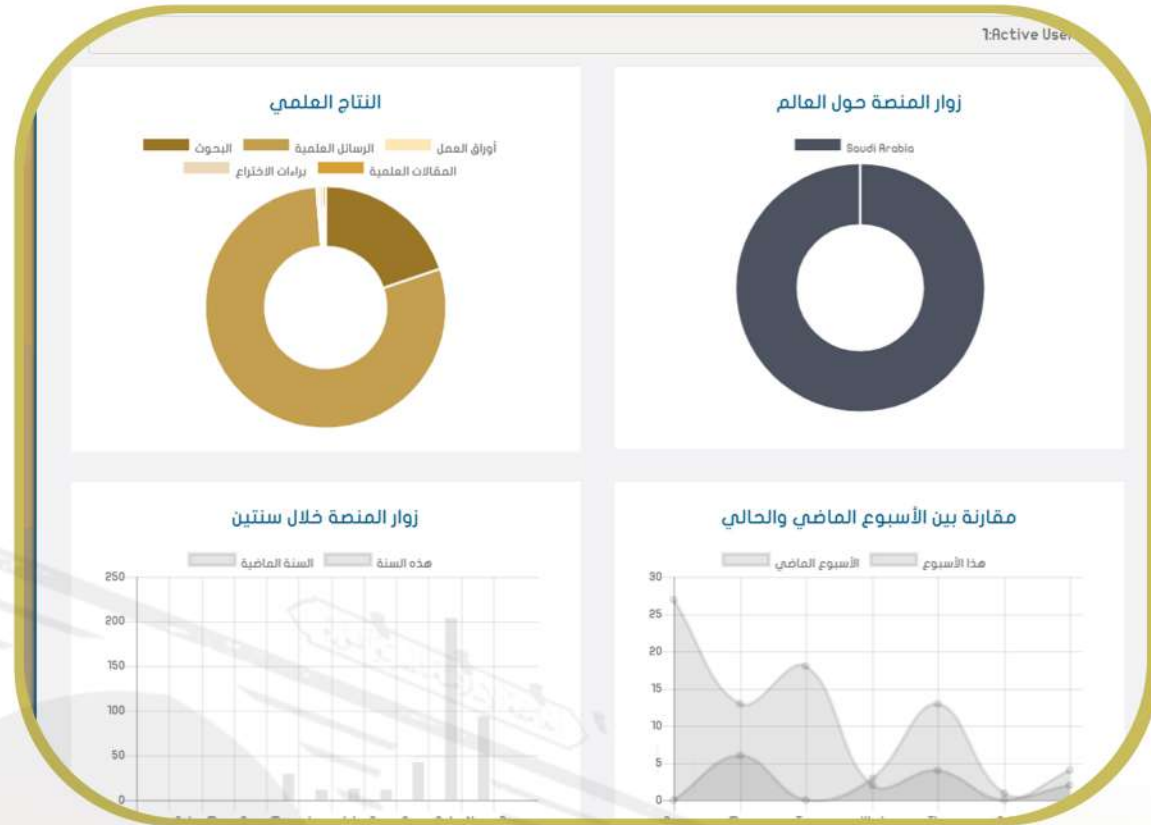 1:Active User
زوار المنصة حول العالم
Saudi Arabia
النتاج العلمي
البحوث الرسائل العلمية أوراق العمل
براءات الاختراع المقالات العلمية
مقارنة بين الأسبوع الماضي والحالي
الأسبوع الماضي هذا الأسبوع
30
25
20
15
10
5
0
زوار المنصة خلال سنتين
السنة الماضية هذه السنة
250
200
150
100
50
0